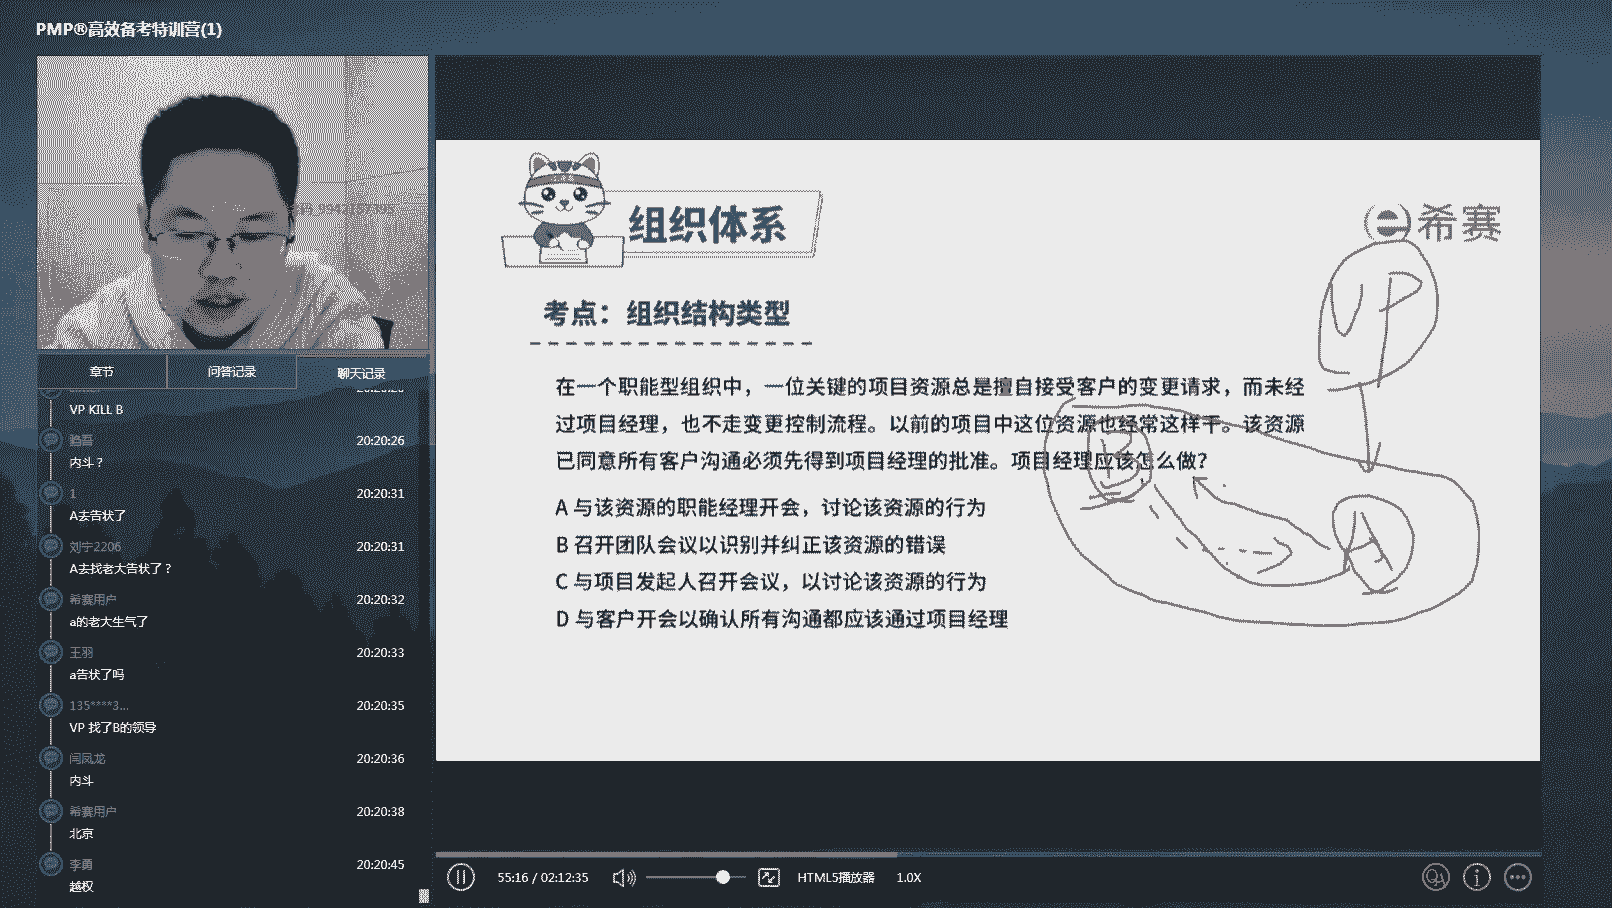 PMP®高效备考特训营(1)
章节
问答记录
聊天记录
VP KILL B
20:20:26
内斗？
1
20:20:31
A去告状了
刘宁2206
20:20:31
A去找老大告状了？
希赛用户
20:20:32
a的老大生气了
王羽
20:20:33
a告状了吗
135****3...
20:20:35
VP 找了B的领导
闫凤龙
20:20:36
内斗
希赛用户
20:20:38
北京
李勇
20:20:45
越权
组织体系
希赛
VP
考点：组织结构类型
在一个职能型组织中，一位关键的项目资源总是擅自接受客户的变更请求，而未经
过项目经理，也不走变更控制流程。以前的项目中这位资源也经常这样干。该资源
已同意所有客户沟通必须先得到项目经理的批准。项目经理应该怎么做？
B
A
A 与该资源的职能经理开会，讨论该资源的行为
B 召开团队会议以识别并纠正该资源的错误
C 与项目发起人召开会议，以讨论该资源的行为
D 与客户开会以确认所有沟通都应该通过项目经理
55:16 / 02:12:35
HTML5播放器
1.0X